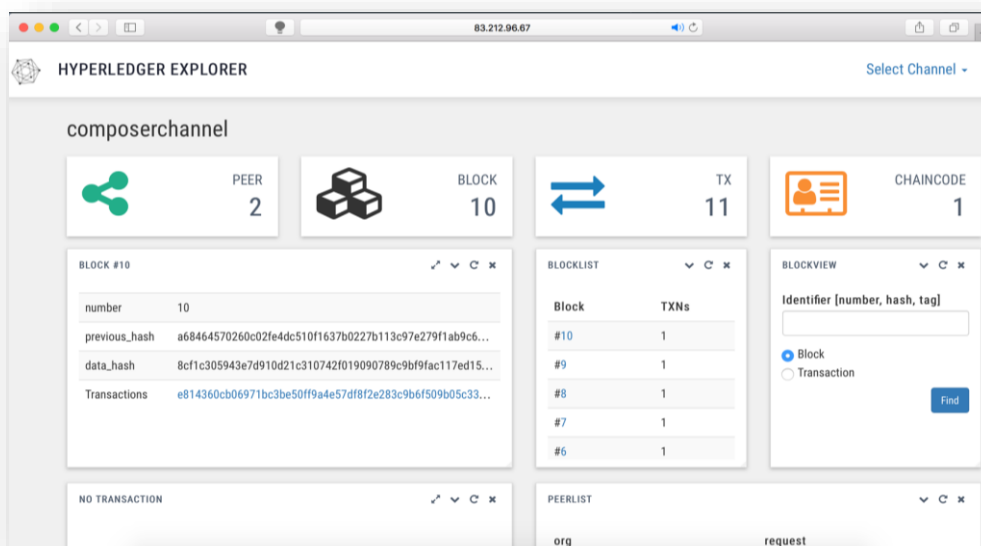 83.212.96.67
HYPERLEDGER EXPLORER
Select Channel
composerchannel
PEER
2
BLOCK
10
TX
11
CHAINCODE
1
BLOCK #10
number 10
previous_hash a68464570260c02fe4dc510f1637b0227b113c97e279f1ab9c6...
data_hash 8cf1c305943e7d910d21c310742f019090789c9bf9fac117ed15...
Transactions e814360cb06971bc3be50ff9a4e57df8f2e283c9b6f509b05c33...
BLOCKLIST
Block TXNs
#10 1
#9 1
#8 1
#7 1
#6 1
BLOCKVIEW
Identifier [number, hash, tag]
Block
Transaction
Find
NO TRANSACTION
PEERLIST
org request